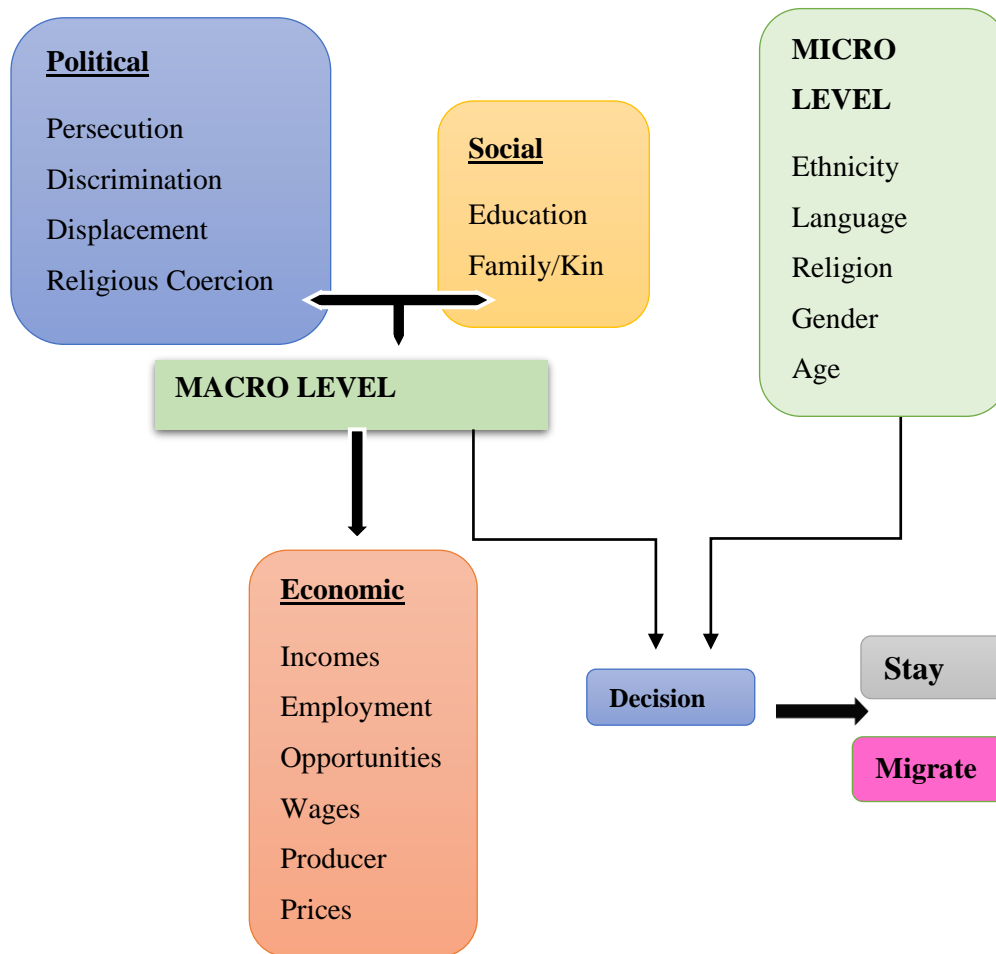 Political
Persecution
Discrimination
Displacement
Religious Coercion
Social
Education
Family/Kin
MICRO
LEVEL
Ethnicity
Language
Religion
Gender
Age
MACRO LEVEL
Economic
Incomes
Employment
Opportunities
Wages
Producer
Prices
Decision
Stay
Migrate